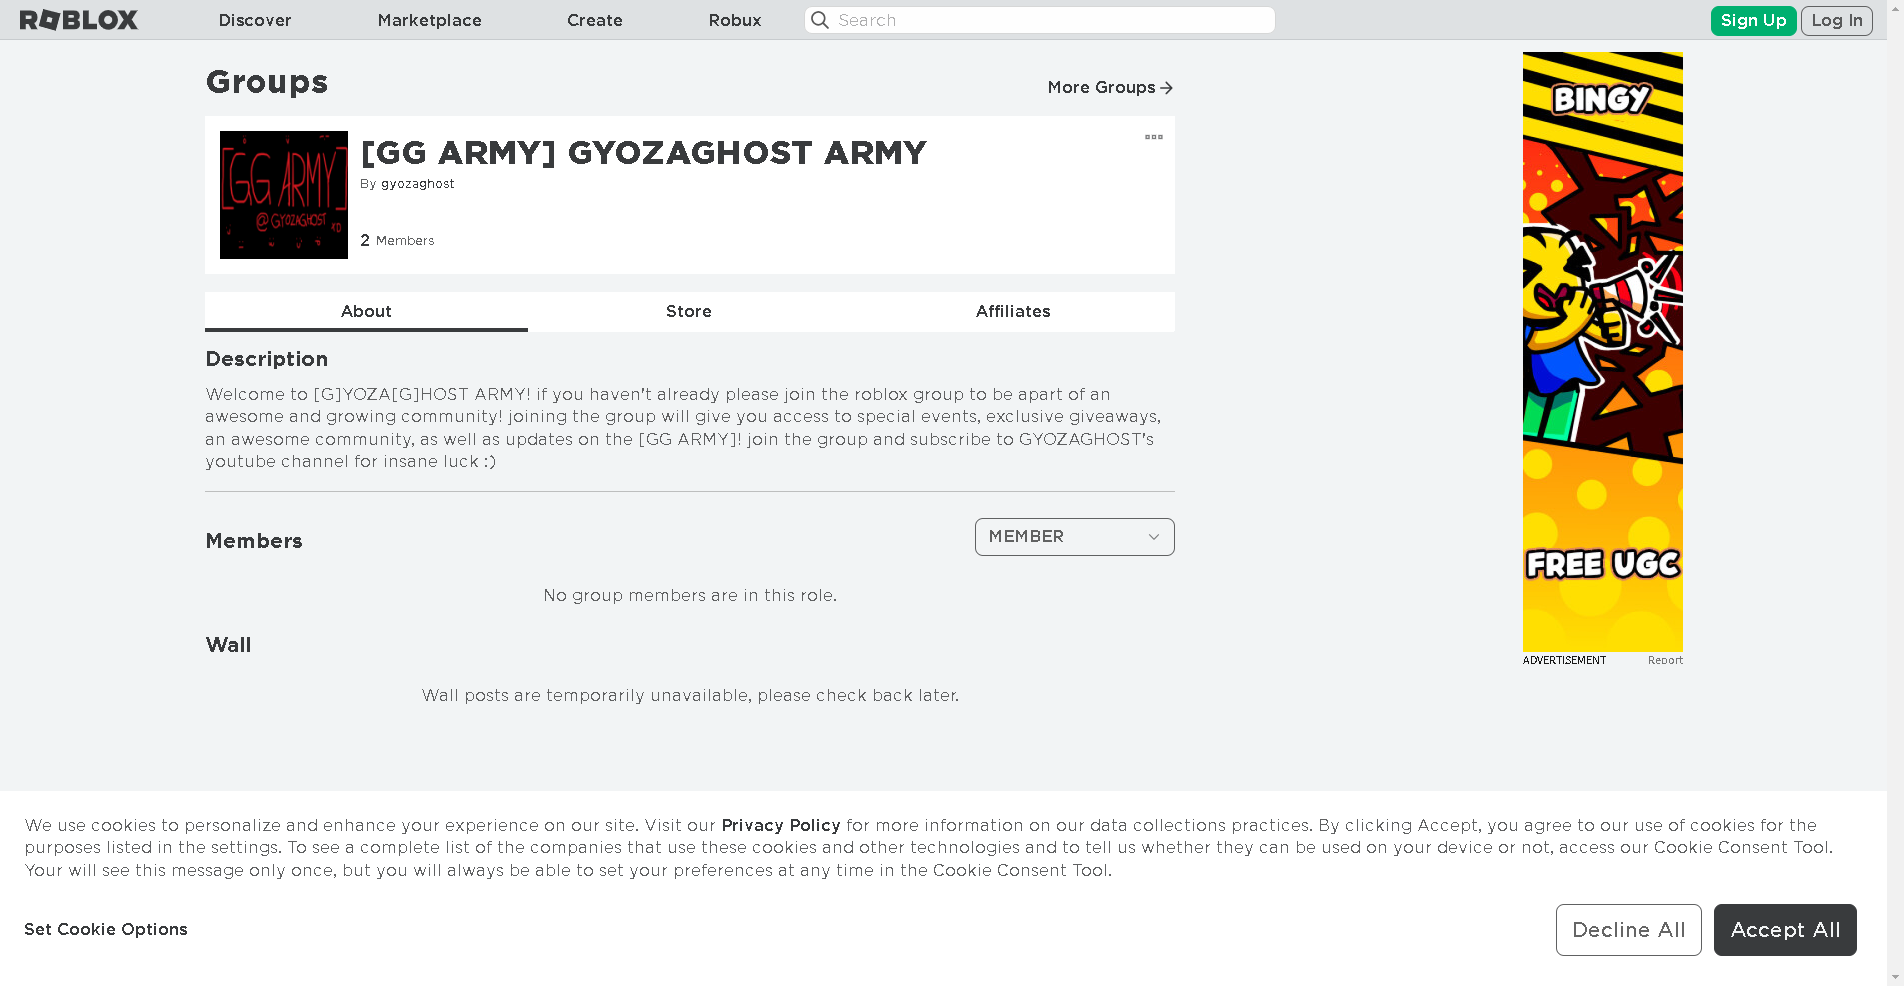 ROBLOX
Discover
Marketplace
Create
Robux
Search
Sign Up
Log In
Groups
More Groups
[GG ARMY]
@GYOZAGHOST
[GG ARMY] GYOZAGHOST ARMY
By gyozaghost
2 Members
About
Store
Affiliates
Description
Welcome to [G]YOZA[G]HOST ARMY! if you haven't already please join the roblox group to be apart of an
awesome and growing community! joining the group will give you access to special events, exclusive giveaways,
an awesome community, as well as updates on the [GG ARMY]! join the group and subscribe to GYOZAGHOST's
youtube channel for insane luck :)
Members
MEMBER
No group members are in this role.
Wall
Wall posts are temporarily unavailable, please check back later.
BINGY
FREE UGC
ADVERTISEMENT
Report
We use cookies to personalize and enhance your experience on our site. Visit our Privacy Policy for more information on our data collections practices. By clicking Accept, you agree to our use of cookies for the
purposes listed in the settings. To see a complete list of the companies that use these cookies and other technologies and to tell us whether they can be used on your device or not, access our Cookie Consent Tool.
Your will see this message only once, but you will always be able to set your preferences at any time in the Cookie Consent Tool.
Set Cookie Options
Decline All
Accept All